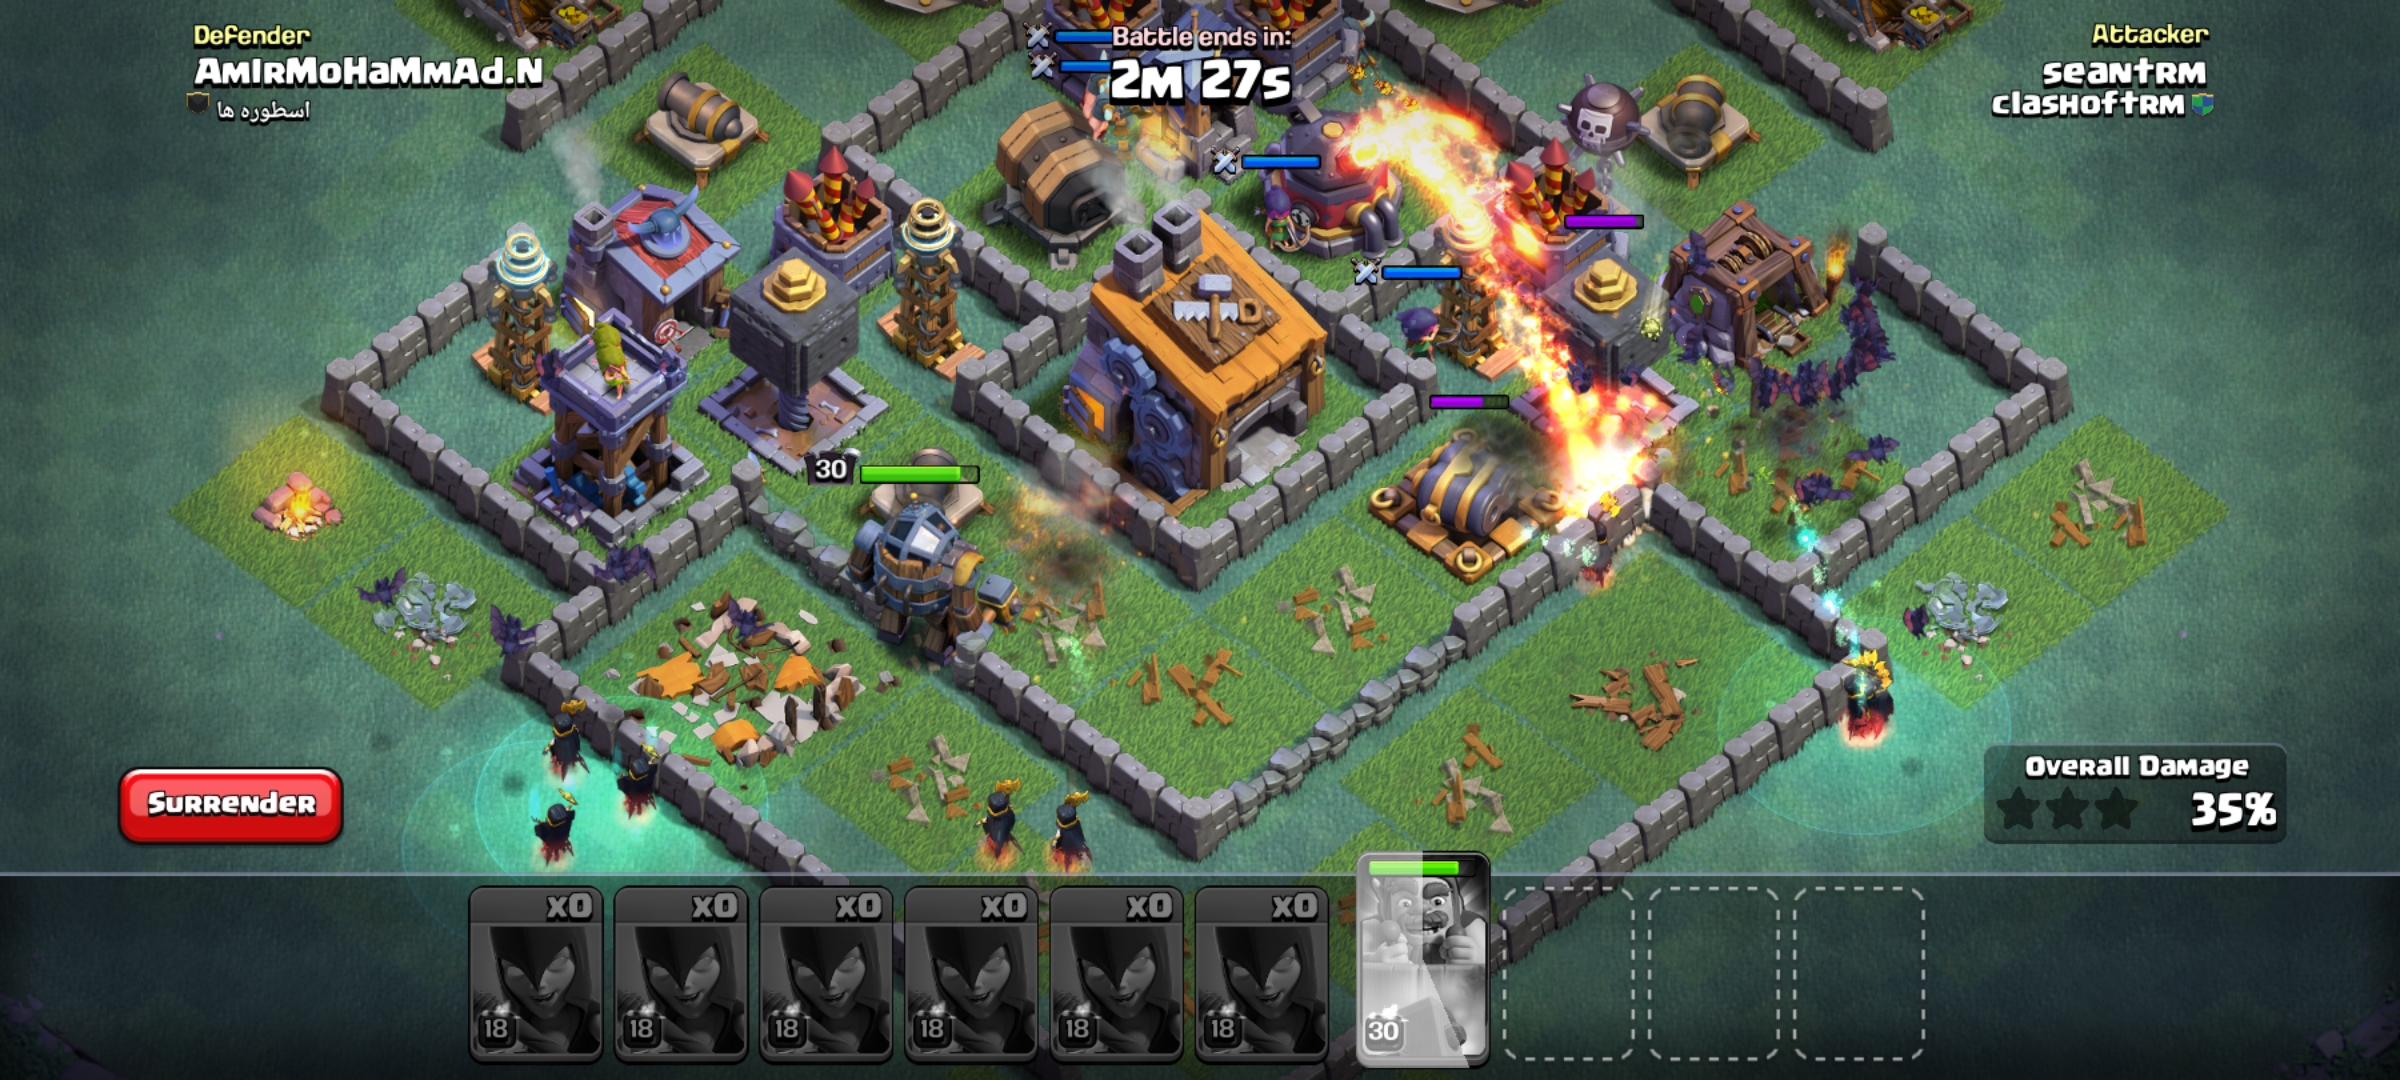 Defender
AmIRMoHaMmAd.N
اسطوره ها
Battle ends in:
2M 27s
Attacker
seantrm
clashoftrm
30
Surrender
Overall Damage
35%
x0
x0
x0
x0
x0
x0
18
18
18
18
18
18
30